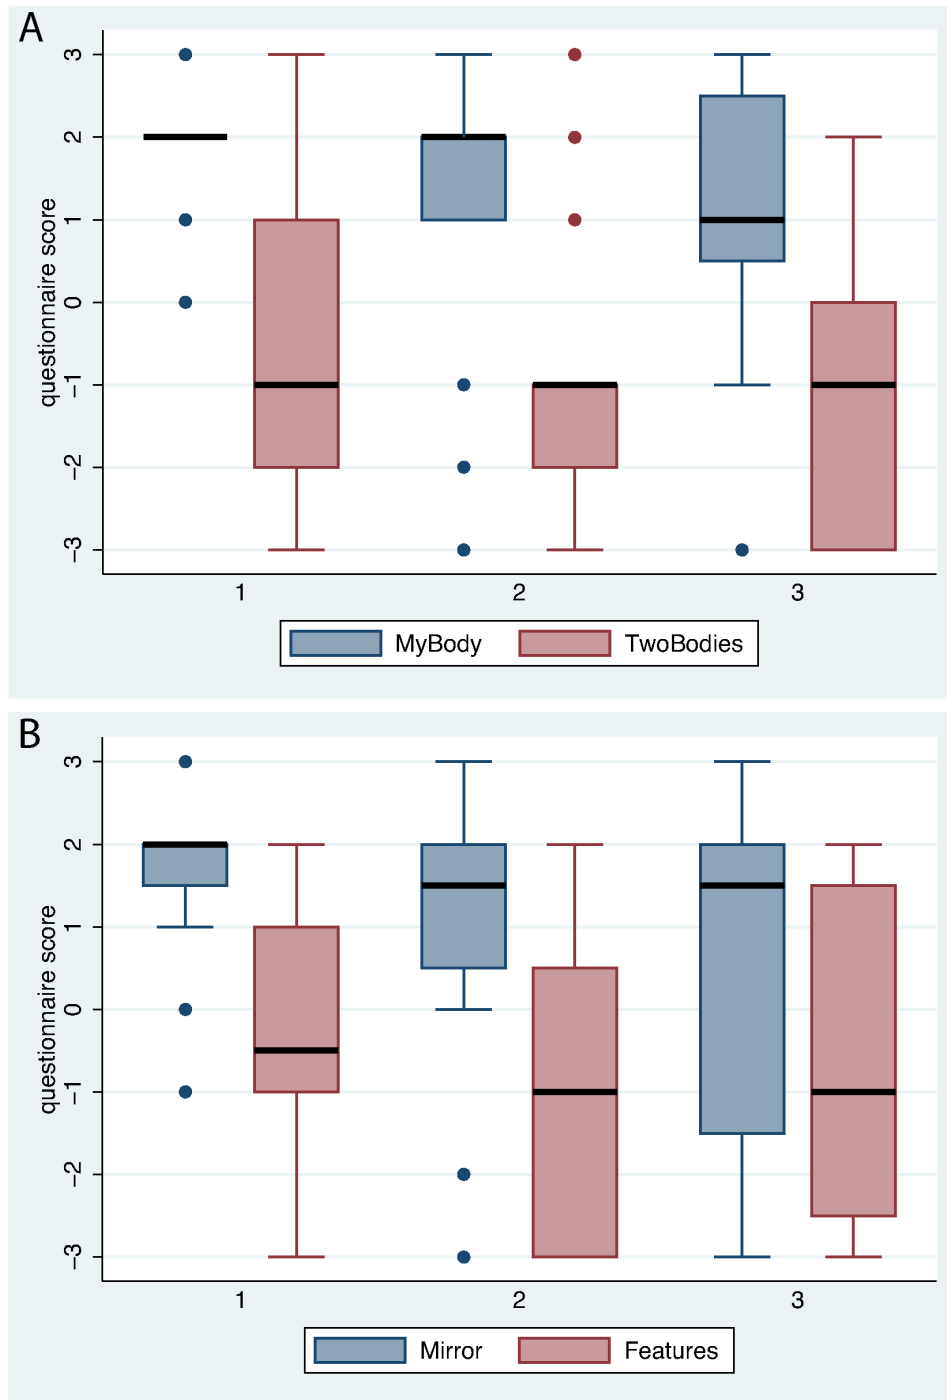 A
questionnaire score
3
2
1
0
−1
−2
−3
1 2 3
MyBody TwoBodies
B
questionnaire score
3
2
1
0
−1
−2
−3
1 2 3
Mirror Features